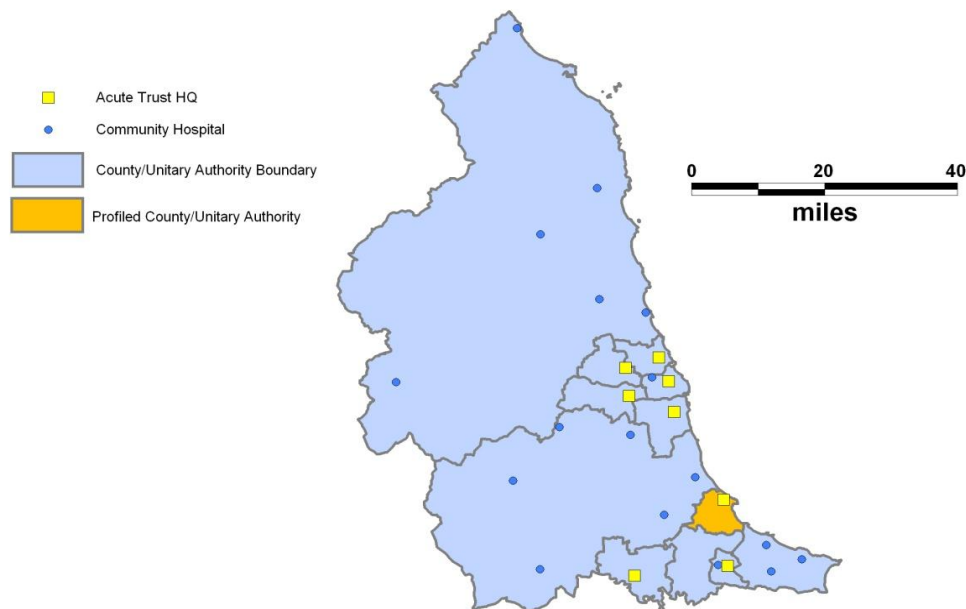 Acute Trust HQ
Community Hospital
County/Unitary Authority Boundary
Profiled County/Unitary Authority
0 20 40
miles